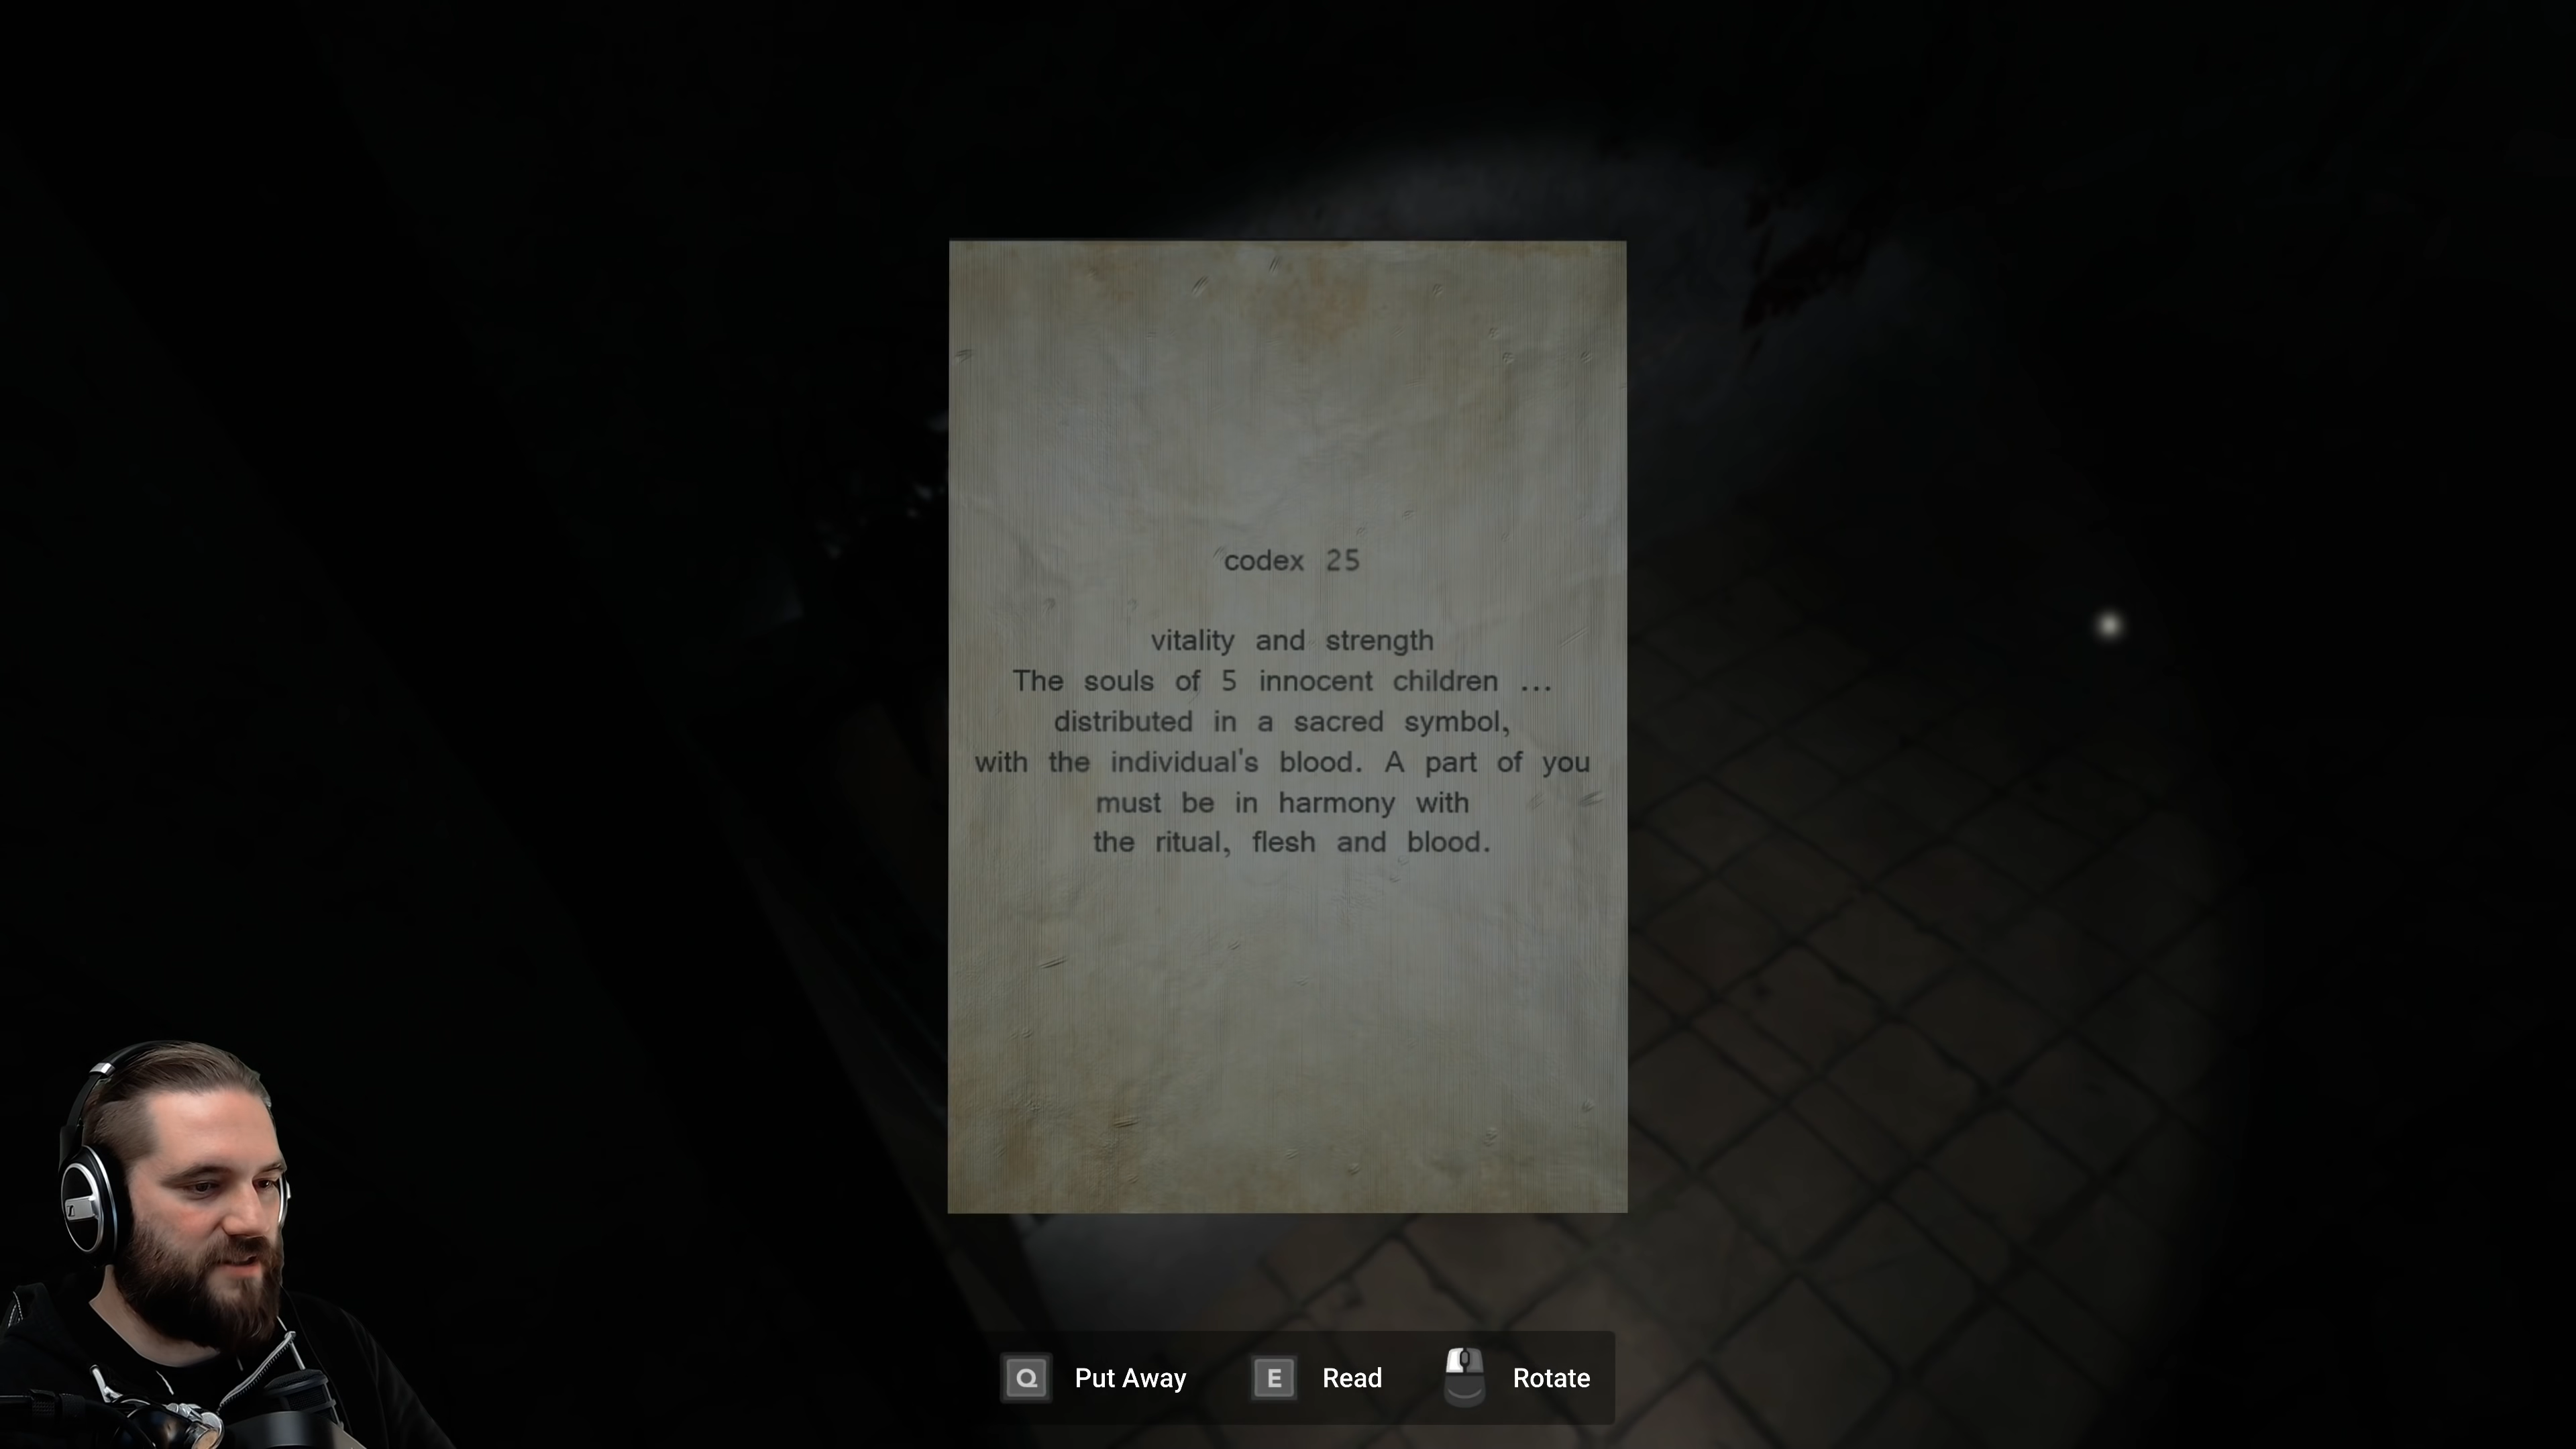 codex 25
vitality and strength
The souls of 5 innocent children ...
distributed in a sacred symbol,
with the individual's blood. A part of you
must be in harmony with
the ritual, flesh and blood.
Q Put Away E Read Rotate